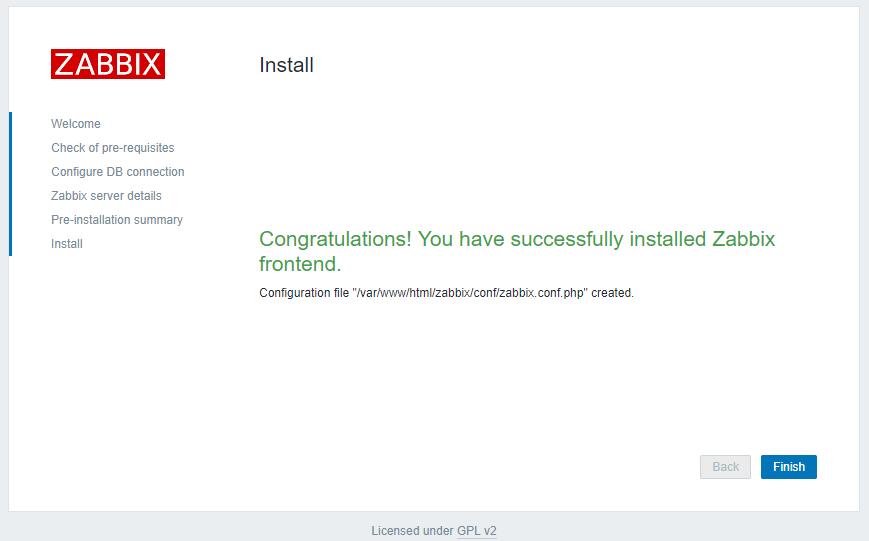 ZABBIX
Install
Welcome
Check of pre-requisites
Configure DB connection
Zabbix server details
Pre-installation summary
Install
Congratulations! You have successfully installed Zabbix
frontend.
Configuration file "/var/www/html/zabbix/conf/zabbix.conf.php" created.
Back
Finish
Licensed under GPL v2